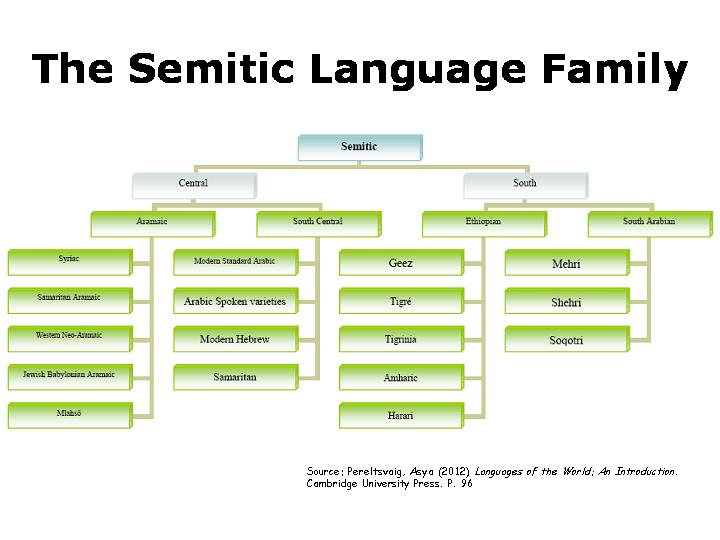 The Semitic Language Family
Semitic
Central
South
Aramaic
South Central
Ethiopian
South Arabian
Syriac
Modern Standard Arabic
Geez
Mehri
Samaritan Aramaic
Arabic Spoken varieties
Tigré
Shehri
Western Neo-Aramaic
Modern Hebrew
Tigrinia
Soqotri
Jewish Babylonian Aramaic
Samaritan
Amharic
Mlahsö
Harari
Source: Pereltsvaig, Asya (2012) Languages of the World: An Introduction.
Cambridge University Press. P. 96